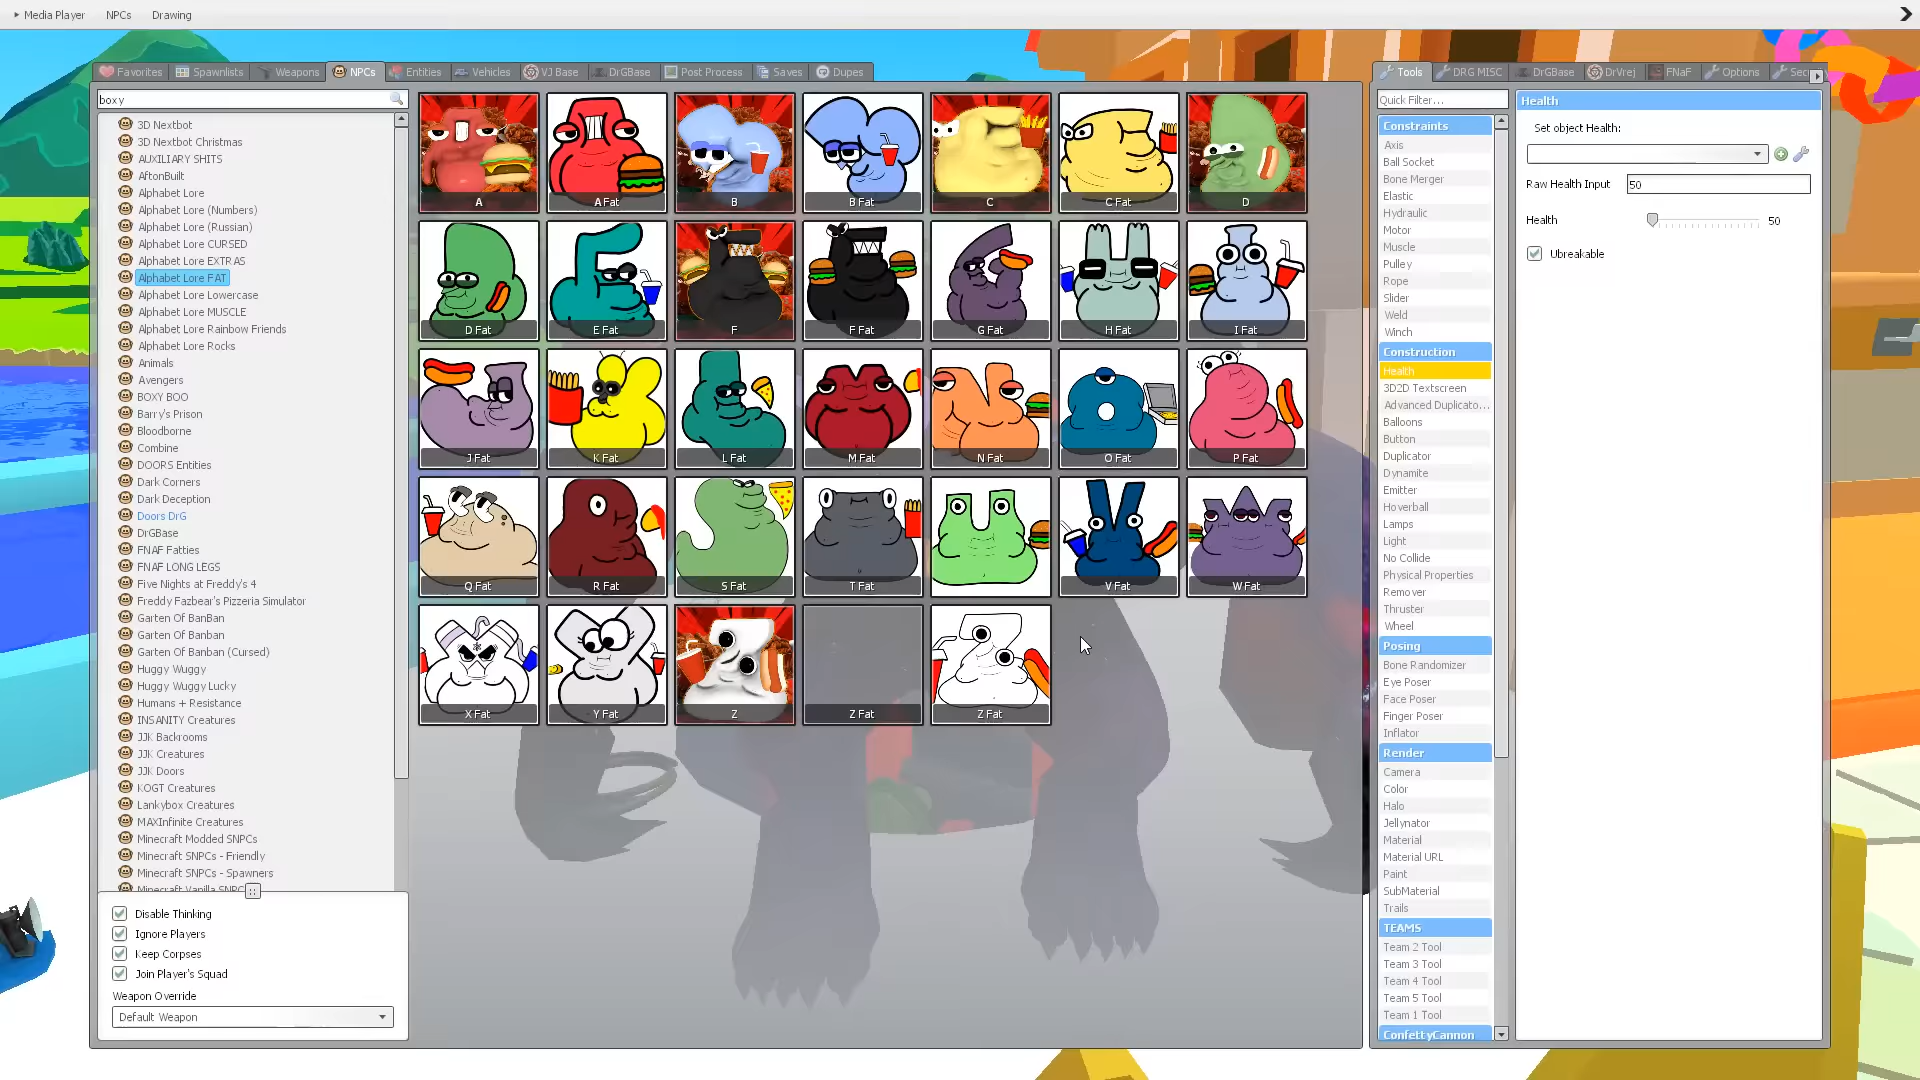 Media Player NPCs Drawing
Favorites Spawnlists Weapons NPCs Entities Vehicles VJ Base DrGBase Post Process Saves Dupes
boxy
3D Nextbot
3D Nextbot Christmas
AUXILIARY SHITS
AftonBuilt
Alphabet Lore
Alphabet Lore (Numbers)
Alphabet Lore (Russian)
Alphabet Lore CURSED
Alphabet Lore EXTRAS
Alphabet Lore FAT
Alphabet Lore Lowercase
Alphabet Lore MUSCLE
Alphabet Lore Rainbow Friends
Alphabet Lore Rocks
Animals
Avengers
BOXY BOO
Barry's Prison
Bloodborne
Combine
DOORS Entities
Dark Corners
Dark Deception
Doors DrG
DrGBase
FNAF Fatties
FNAF LONG LEGS
Five Nights at Freddy's 4
Freddy Fazbear's Pizzeria Simulator
Garten Of BanBan
Garten Of Banban
Garten Of Banban (Cursed)
Huggy Wuggy
Huggy Wuggy Lucky
Humans + Resistance
INSANITY Creatures
JJK Backrooms
JJK Creatures
JJK Doors
KOGT Creatures
Lankybox Creatures
MAXInfinite Creatures
Minecraft Modded SNPCs
Minecraft SNPCs - Friendly
Minecraft SNPCs - Spawners
Minecraft Vanilla SNPC
Disable Thinking
Ignore Players
Keep Corpses
Join Player's Squad
Weapon Override
Default Weapon
A A Fat B B Fat C C Fat D
D Fat E Fat F F Fat G Fat H Fat I Fat
J Fat K Fat L Fat M Fat N Fat O Fat P Fat
Q Fat R Fat S Fat T Fat V Fat W Fat
X Fat Y Fat Z Z Fat Z Fat
Tools DRG MISC DrGBase DrVrej FNaF Options Sec
Quick Filter...
Constraints
Axis
Ball Socket
Bone Merger
Elastic
Hydraulic
Motor
Muscle
Pulley
Rope
Slider
Weld
Winch
Construction
Health
3D2D Textscreen
Advanced Duplicato...
Balloons
Button
Duplicator
Dynamite
Emitter
Hoverball
Lamps
Light
No Collide
Physical Properties
Remover
Thruster
Wheel
Posing
Bone Randomizer
Eye Poser
Face Poser
Finger Poser
Inflator
Render
Camera
Color
Halo
Jellynator
Material
Material URL
Paint
SubMaterial
Trails
TEAMS
Team 2 Tool
Team 3 Tool
Team 4 Tool
Team 5 Tool
Team 1 Tool
ConfettyCannon
Health
Set object Health:
Raw Health Input 50
Health 50
Ubreakable